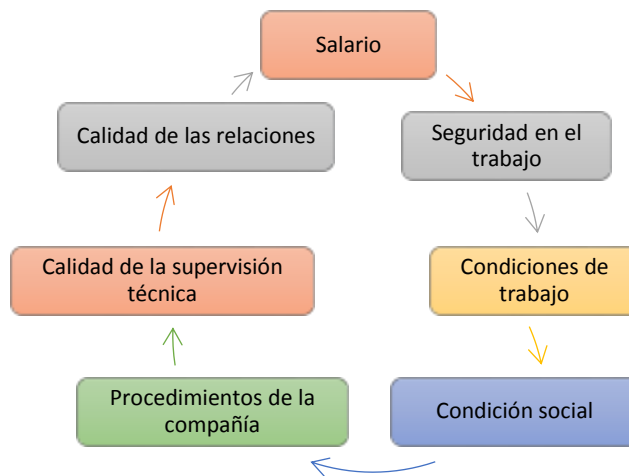 Salario
Calidad de las relaciones
Seguridad en el
trabajo
Calidad de la supervisión
técnica
Condiciones de
trabajo
Procedimientos de la
compañía
Condición social